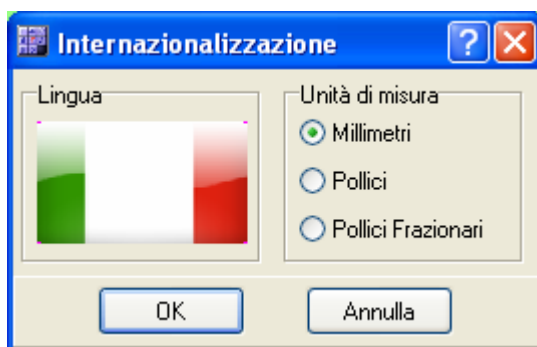 Internazionalizzazione
Lingua
Unità di misura
Millimetri
Pollici
Pollici Frazionari
OK
Annulla